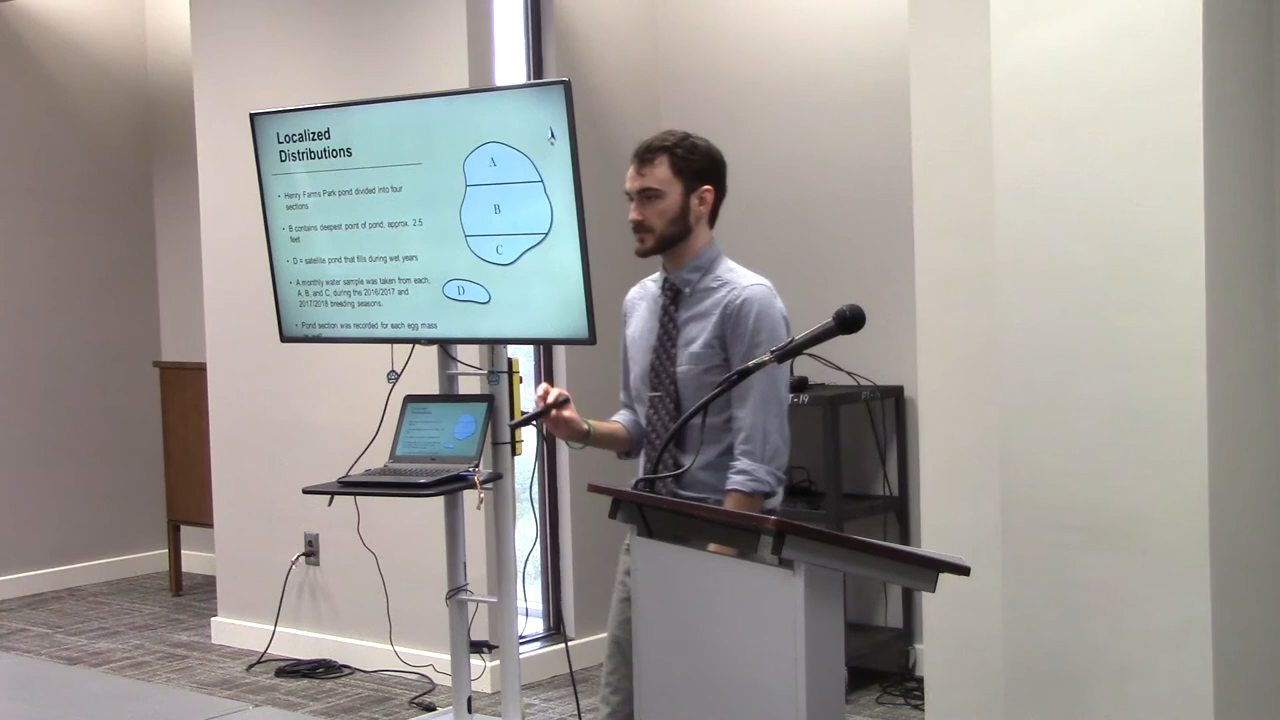 Localized
Distributions
• Henry Farms Park pond divided into four
sections
• B contains deepest point of pond, approx. 2.5
feet
• D = satellite pond that fills during wet years
• A monthly water sample was taken from each,
A, B, and C, during the 2016/2017 and
2017/2018 breeding seasons.
• Pond section was recorded for each egg mass
A
B
C
D